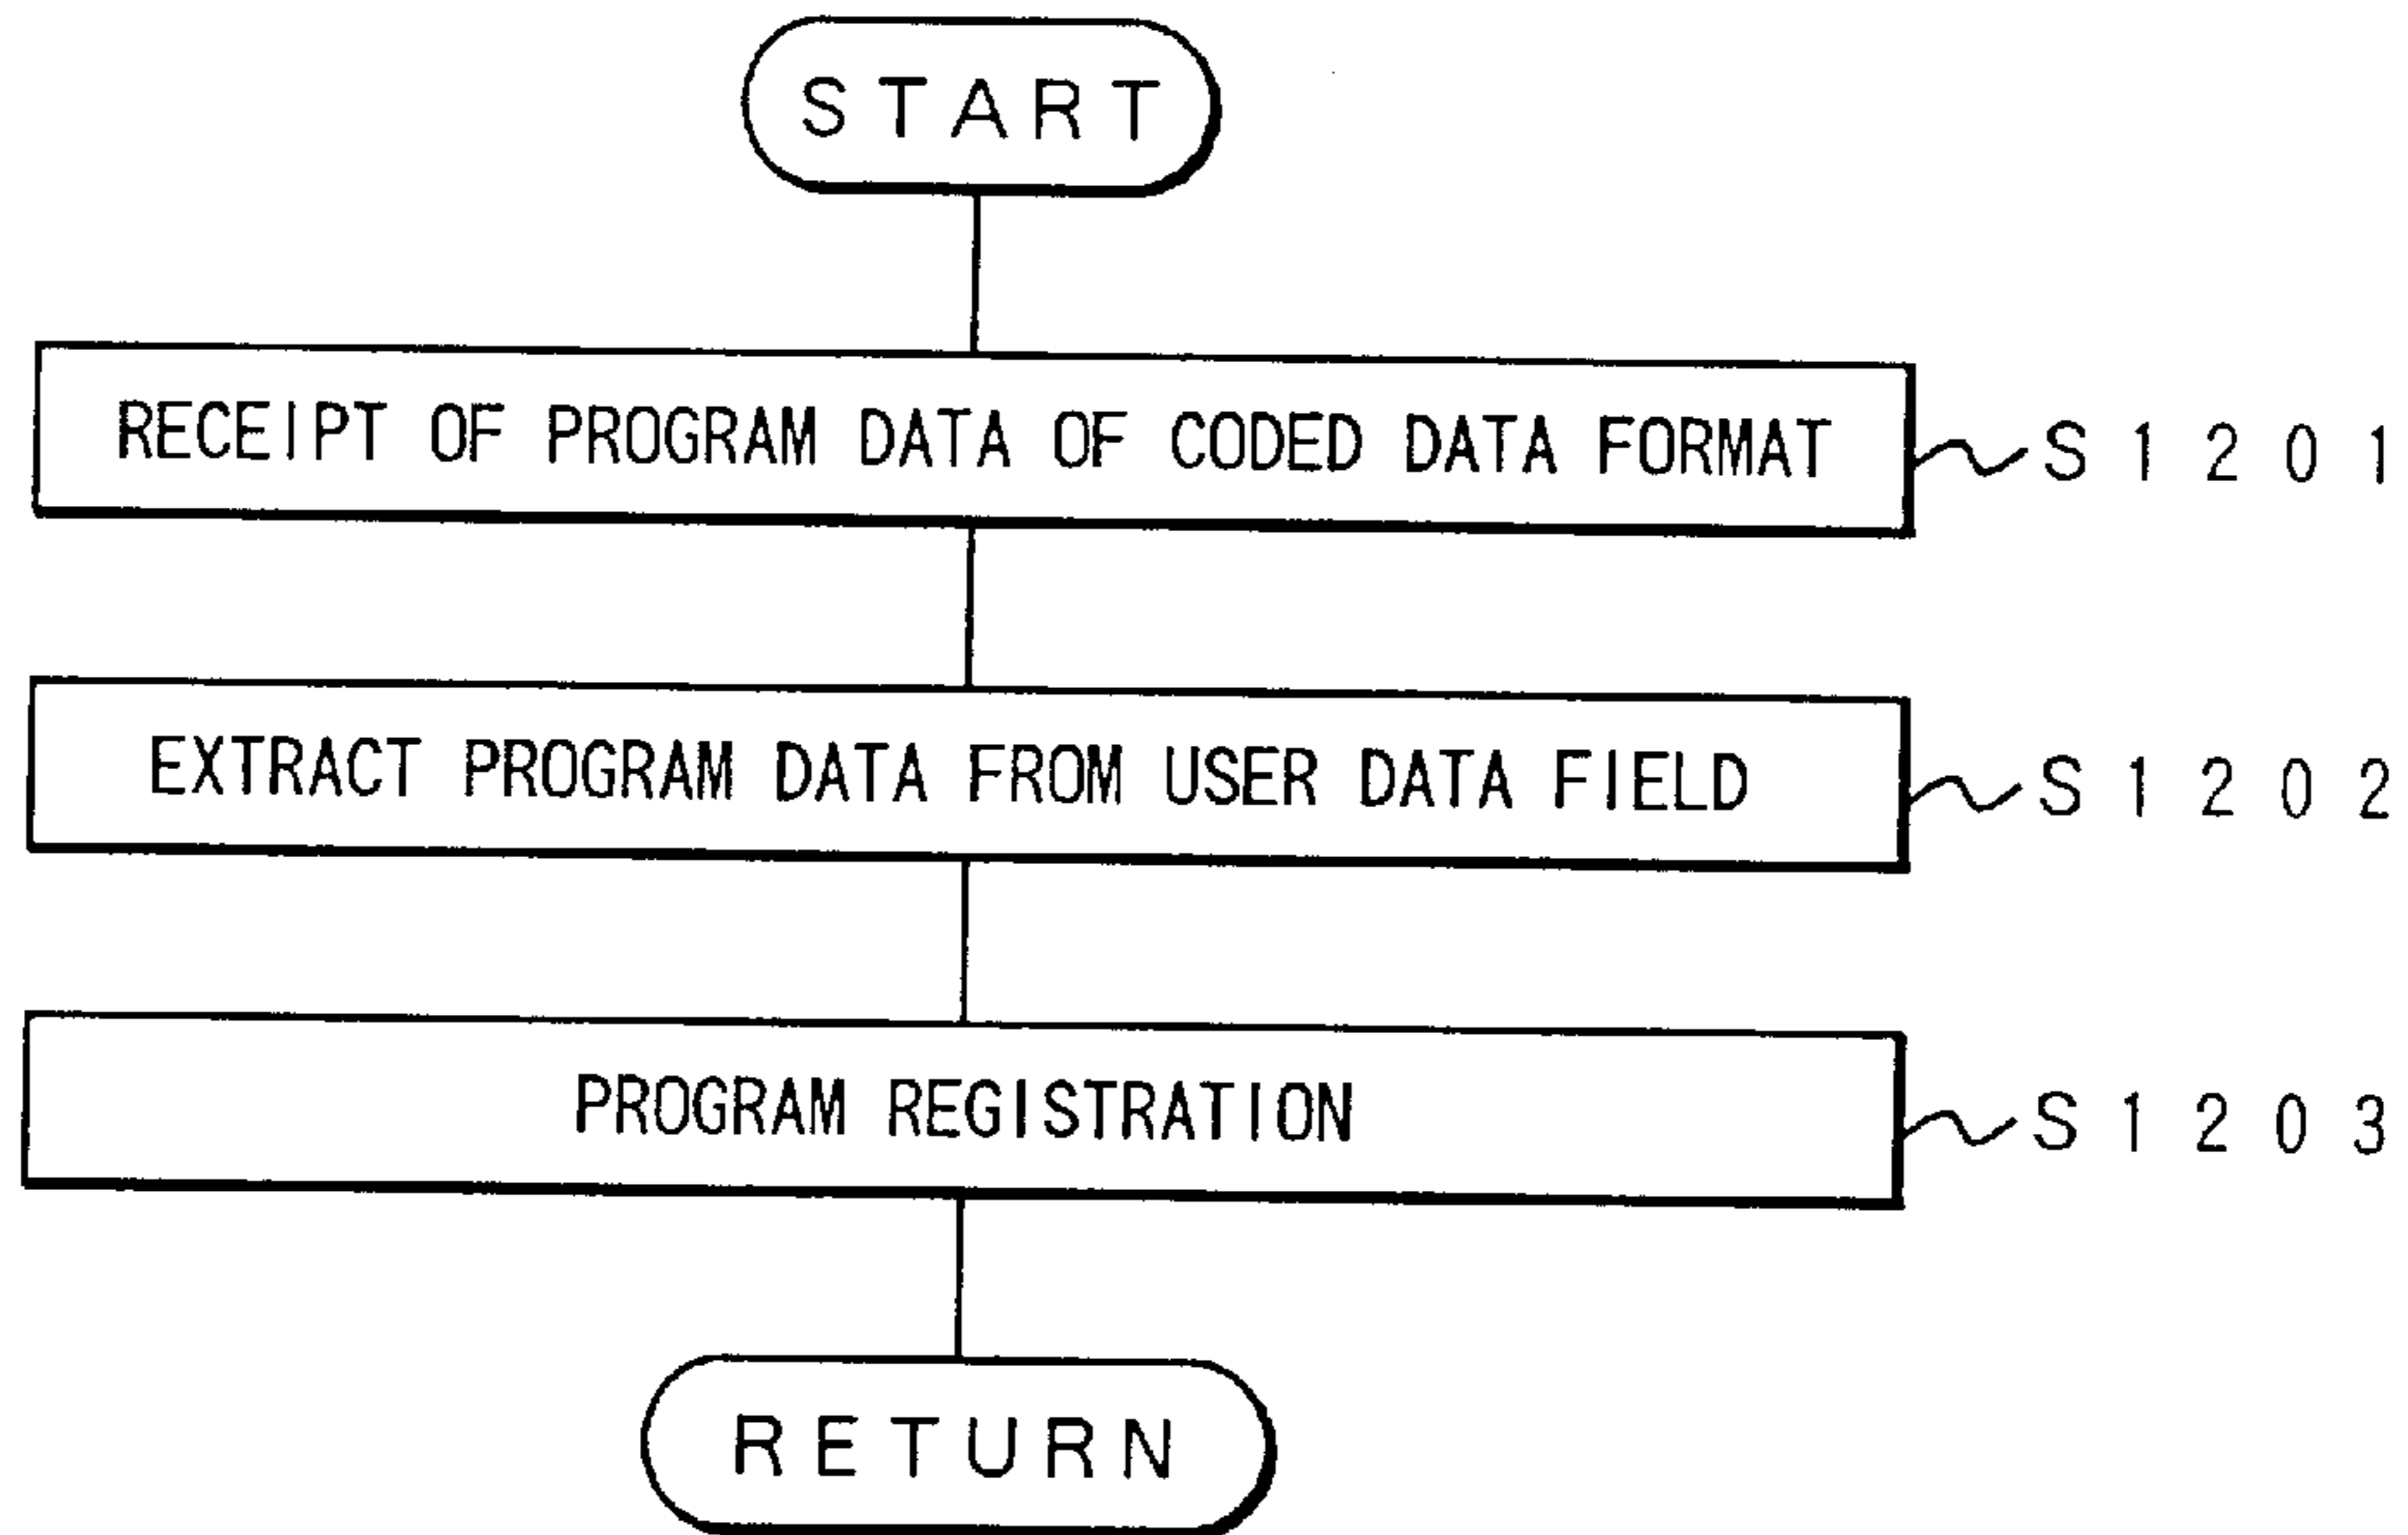 START
RECEIPT OF PROGRAM DATA OF CODED DATA FORMAT
S1201
EXTRACT PROGRAM DATA FROM USER DATA FIELD
S1202
PROGRAM REGISTRATION
S1203
RETURN